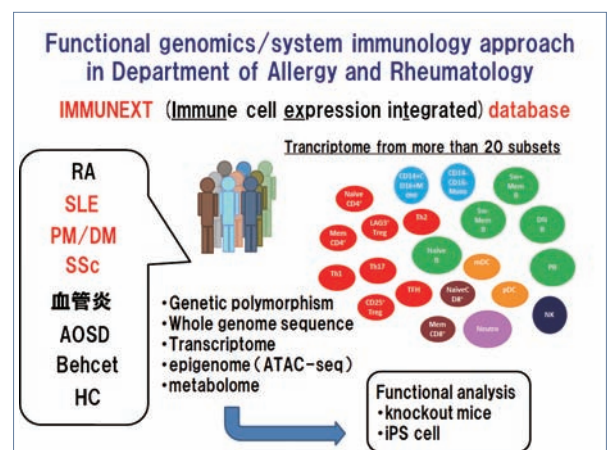 Functional genomics/system immunology approach
in Department of Allergy and Rheumatology
IMMUNEXT (Immune cell expression integrated) database
RA
SLE
PM/DM
SSc
血管炎
AOSD
Behcet
HC
•Genetic polymorphism
•Whole genome sequence
•Transcriptome
•epigenome(ATAC-seq)
•metabolome
Trancriptome from more than 20 subsets
Naive
CD4⁺
CD14+C
D16+M
ono
CD14-
CD16-
Mono
Sw+
Mem
B
LAG3⁺
Treg
Th2
Sw-
Mem
B
DN
B
Mem
CD4⁺
Naive
B
PB
Th1
Th17
mDC
CD25⁺
Treg
TFH
NaiveC
D8⁺
pDC
NK
Mem
CD8⁺
Neutro
Functional analysis
•knockout mice
•iPS cell